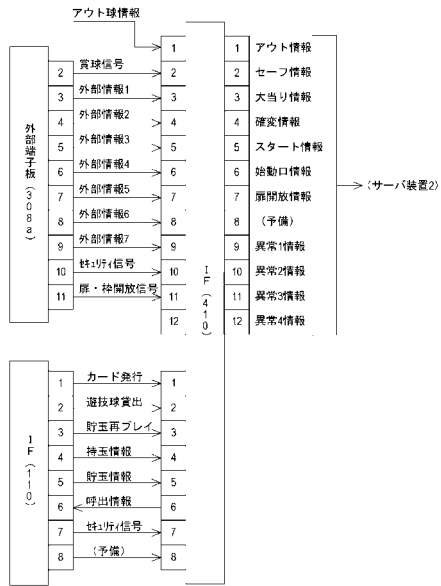 アウト球情報
1 1 アウト情報
2 賞球信号 2 2 セーフ情報
3 外部情報1 3 3 大当り情報
4 外部情報2 4 4 確変情報
5 外部情報3 5 5 スタート情報
6 外部情報4 6 6 始動口情報
7 外部情報5 7 7 扉開放情報
8 外部情報6 8 8 (予備)
9 外部情報7 9 9 異常1情報
10 セキュリティ信号 10 10 異常2情報
11 扉・枠開放信号 11 11 異常3情報
12 12 異常4情報
外部端子板(308a)
IF(410)
(サーバ装置2)
1 カード発行 1
2 遊技球貸出 2
3 貯玉再プレイ 3
4 持玉情報 4
5 貯玉情報 5
6 呼出情報 6
7 セキュリティ信号 7
8 (予備) 8
IF(110)